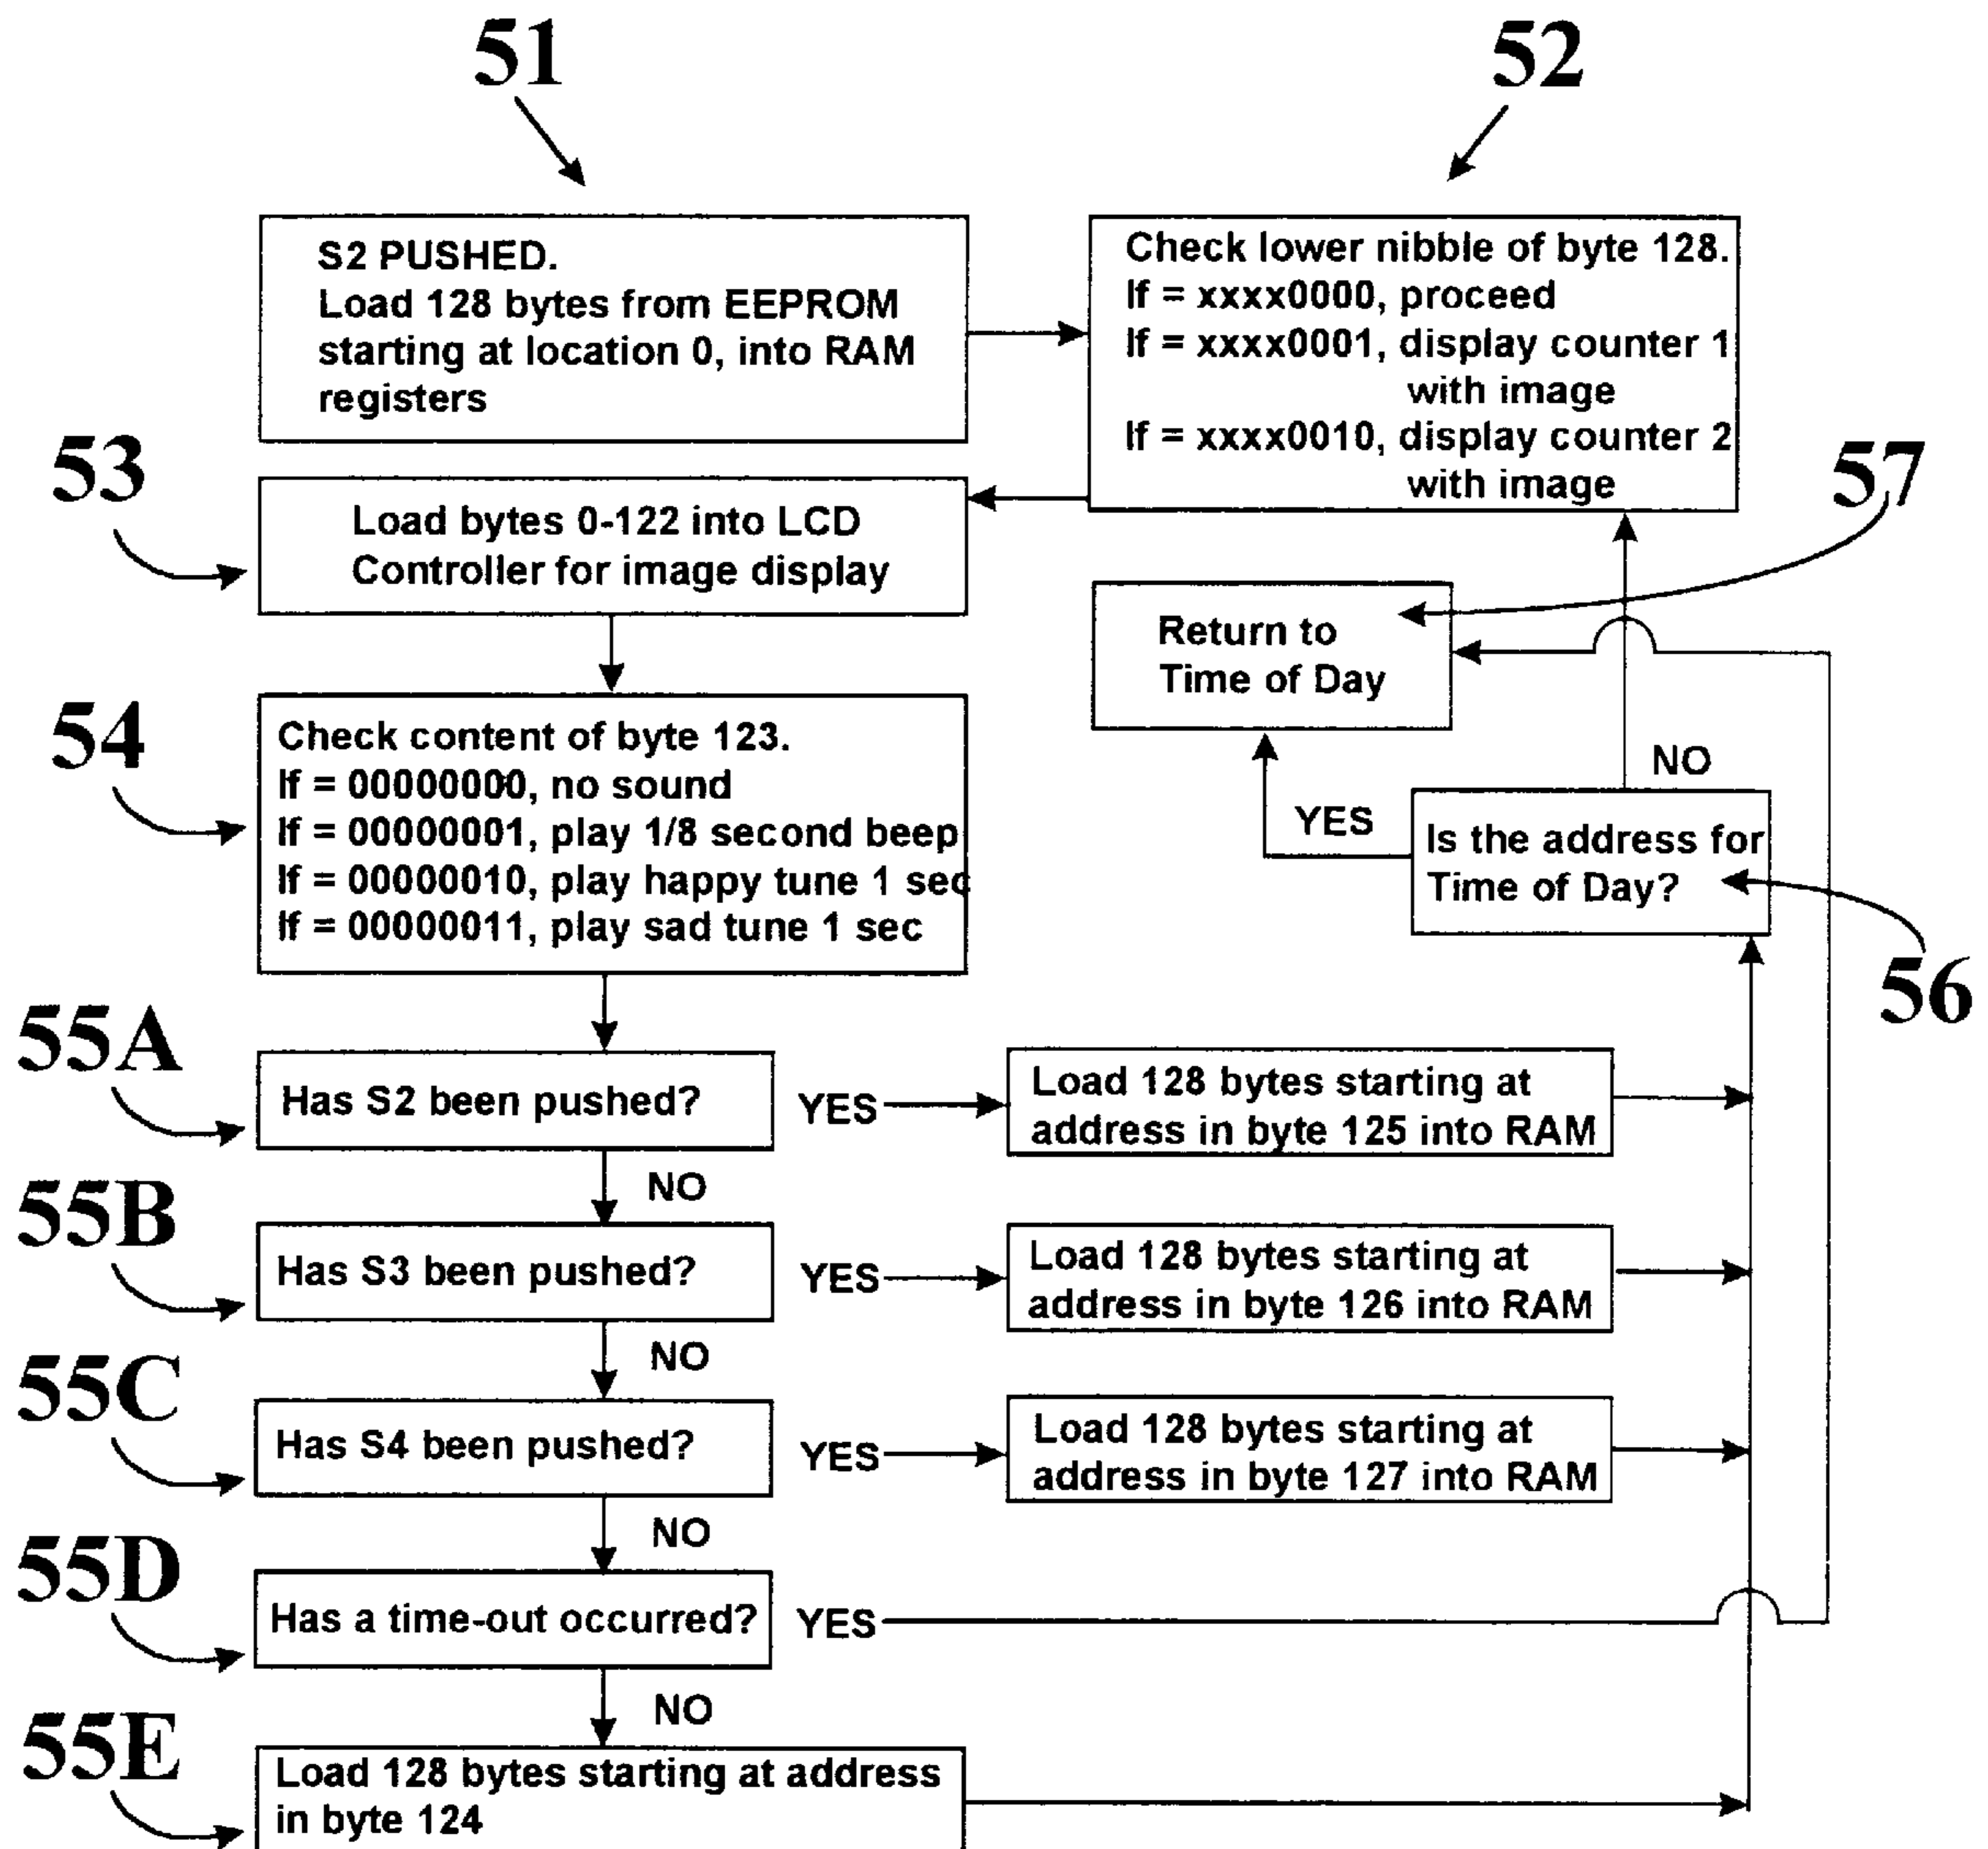 51
52
S2 PUSHED.
Load 128 bytes from EEPROM
starting at location 0, into RAM
registers
Check lower nibble of byte 128.
If = xxxx0000, proceed
If = xxxx0001, display counter 1
with image
If = xxxx0010, display counter 2
with image
53
57
Load bytes 0-122 into LCD
Controller for image display
Return to
Time of Day
54
Check content of byte 123.
If = 00000000, no sound
If = 00000001, play 1/8 second beep
If = 00000010, play happy tune 1 sec
If = 00000011, play sad tune 1 sec
NO
YES
Is the address for
Time of Day?
56
55A
Has S2 been pushed?
YES
Load 128 bytes starting at
address in byte 125 into RAM
NO
55B
Has S3 been pushed?
YES
Load 128 bytes starting at
address in byte 126 into RAM
NO
55C
Has S4 been pushed?
YES
Load 128 bytes starting at
address in byte 127 into RAM
NO
55D
Has a time-out occurred?
YES
NO
55E
Load 128 bytes starting at address
in byte 124